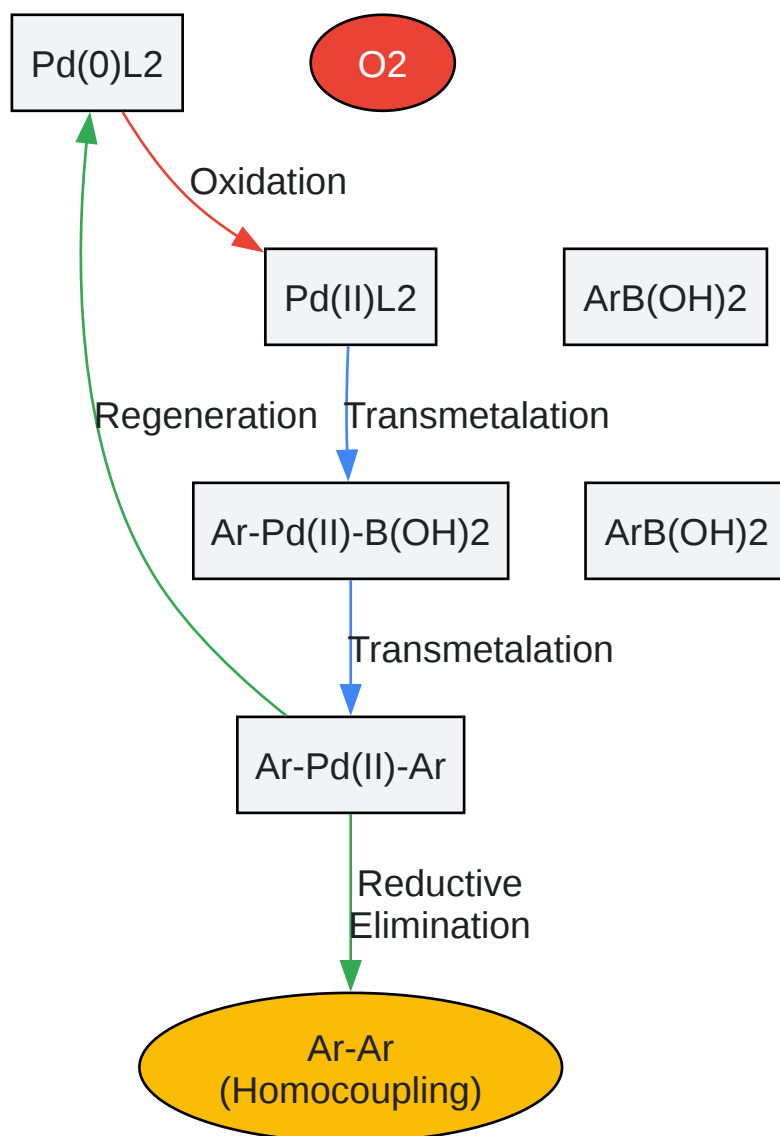 Pd(0)L2
O2
Oxidation
Pd(II)L2
ArB(OH)2
Regeneration
Transmetalation
Ar-Pd(II)-B(OH)2
ArB(OH)2
Transmetalation
Ar-Pd(II)-Ar
Reductive
Elimination
Ar-Ar
(Homocoupling)